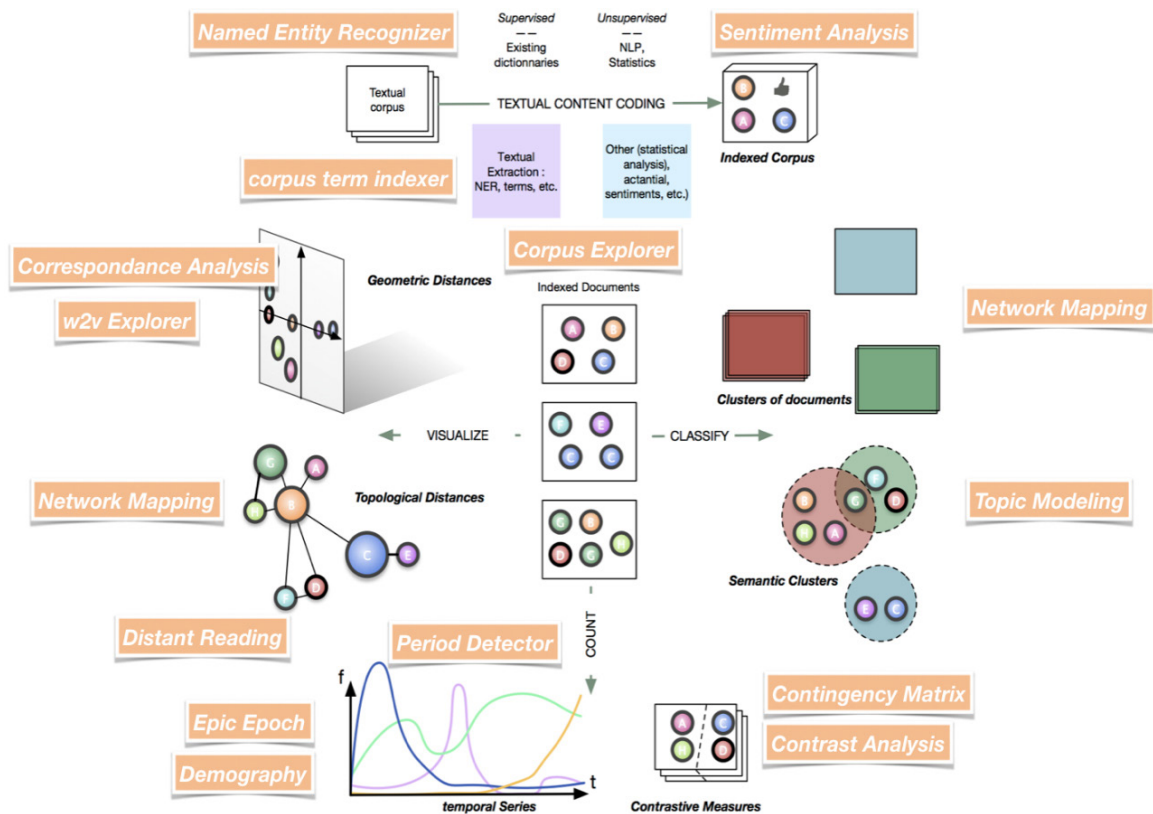 Named Entity Recognizer
Supervised
Existing
dictionnaries
Unsupervised
NLP,
Statistics
Sentiment Analysis
Textual
corpus
TEXTUAL CONTENT CODING
B
A
C
Indexed Corpus
corpus term indexer
Textual
Extraction :
NER, terms, etc.
Other (statistical
analysis),
actantial,
sentiments, etc.)
Correspondance Analysis
w2v Explorer
Geometric Distances
Corpus Explorer
Indexed Documents
A
B
D
C
F
E
C
C
G
B
H
D
G
Network Mapping
Clusters of documents
VISUALIZE
CLASSIFY
Network Mapping
Topological Distances
G
A
H
B
C
E
F
D
Topic Modeling
F
B
G
D
H
A
Semantic Clusters
E
C
COUNT
Distant Reading
Period Detector
Epic Epoch
Demography
f
t
temporal Series
Contingency Matrix
Contrast Analysis
A
C
H
D
Contrastive Measures